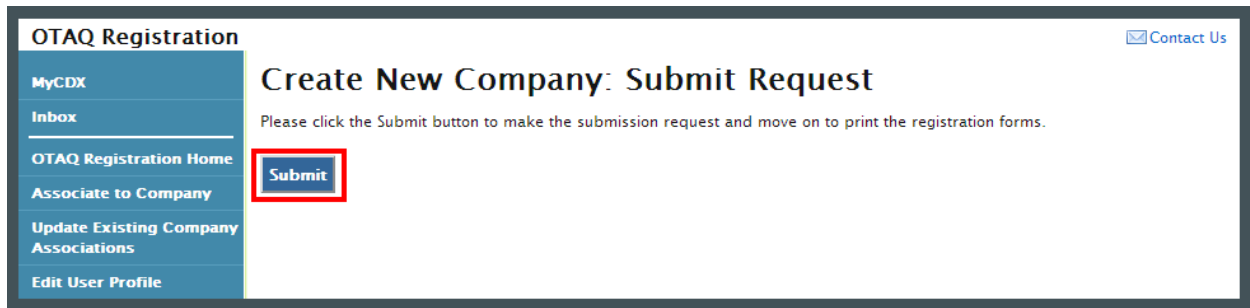 OTAQ Registration
Contact Us
MyCDX
Inbox
OTAQ Registration Home
Associate to Company
Update Existing Company
Associations
Edit User Profile
Create New Company: Submit Request
Please click the Submit button to make the submission request and move on to print the registration forms.
Submit